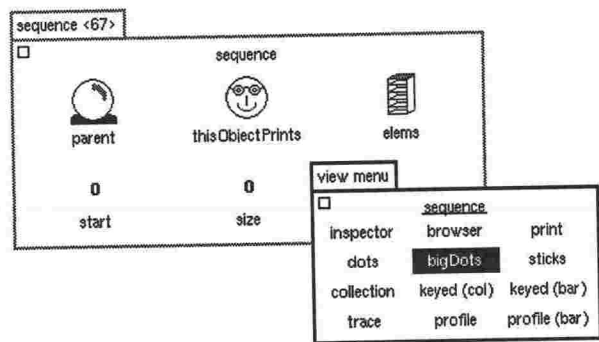 sequence <67>
sequence
parent thisObjectPrints elems
0 0
start size
view menu
sequence
inspector browser print
dots bigDots sticks
collection keyed (col) keyed (bar)
trace profile profile (bar)